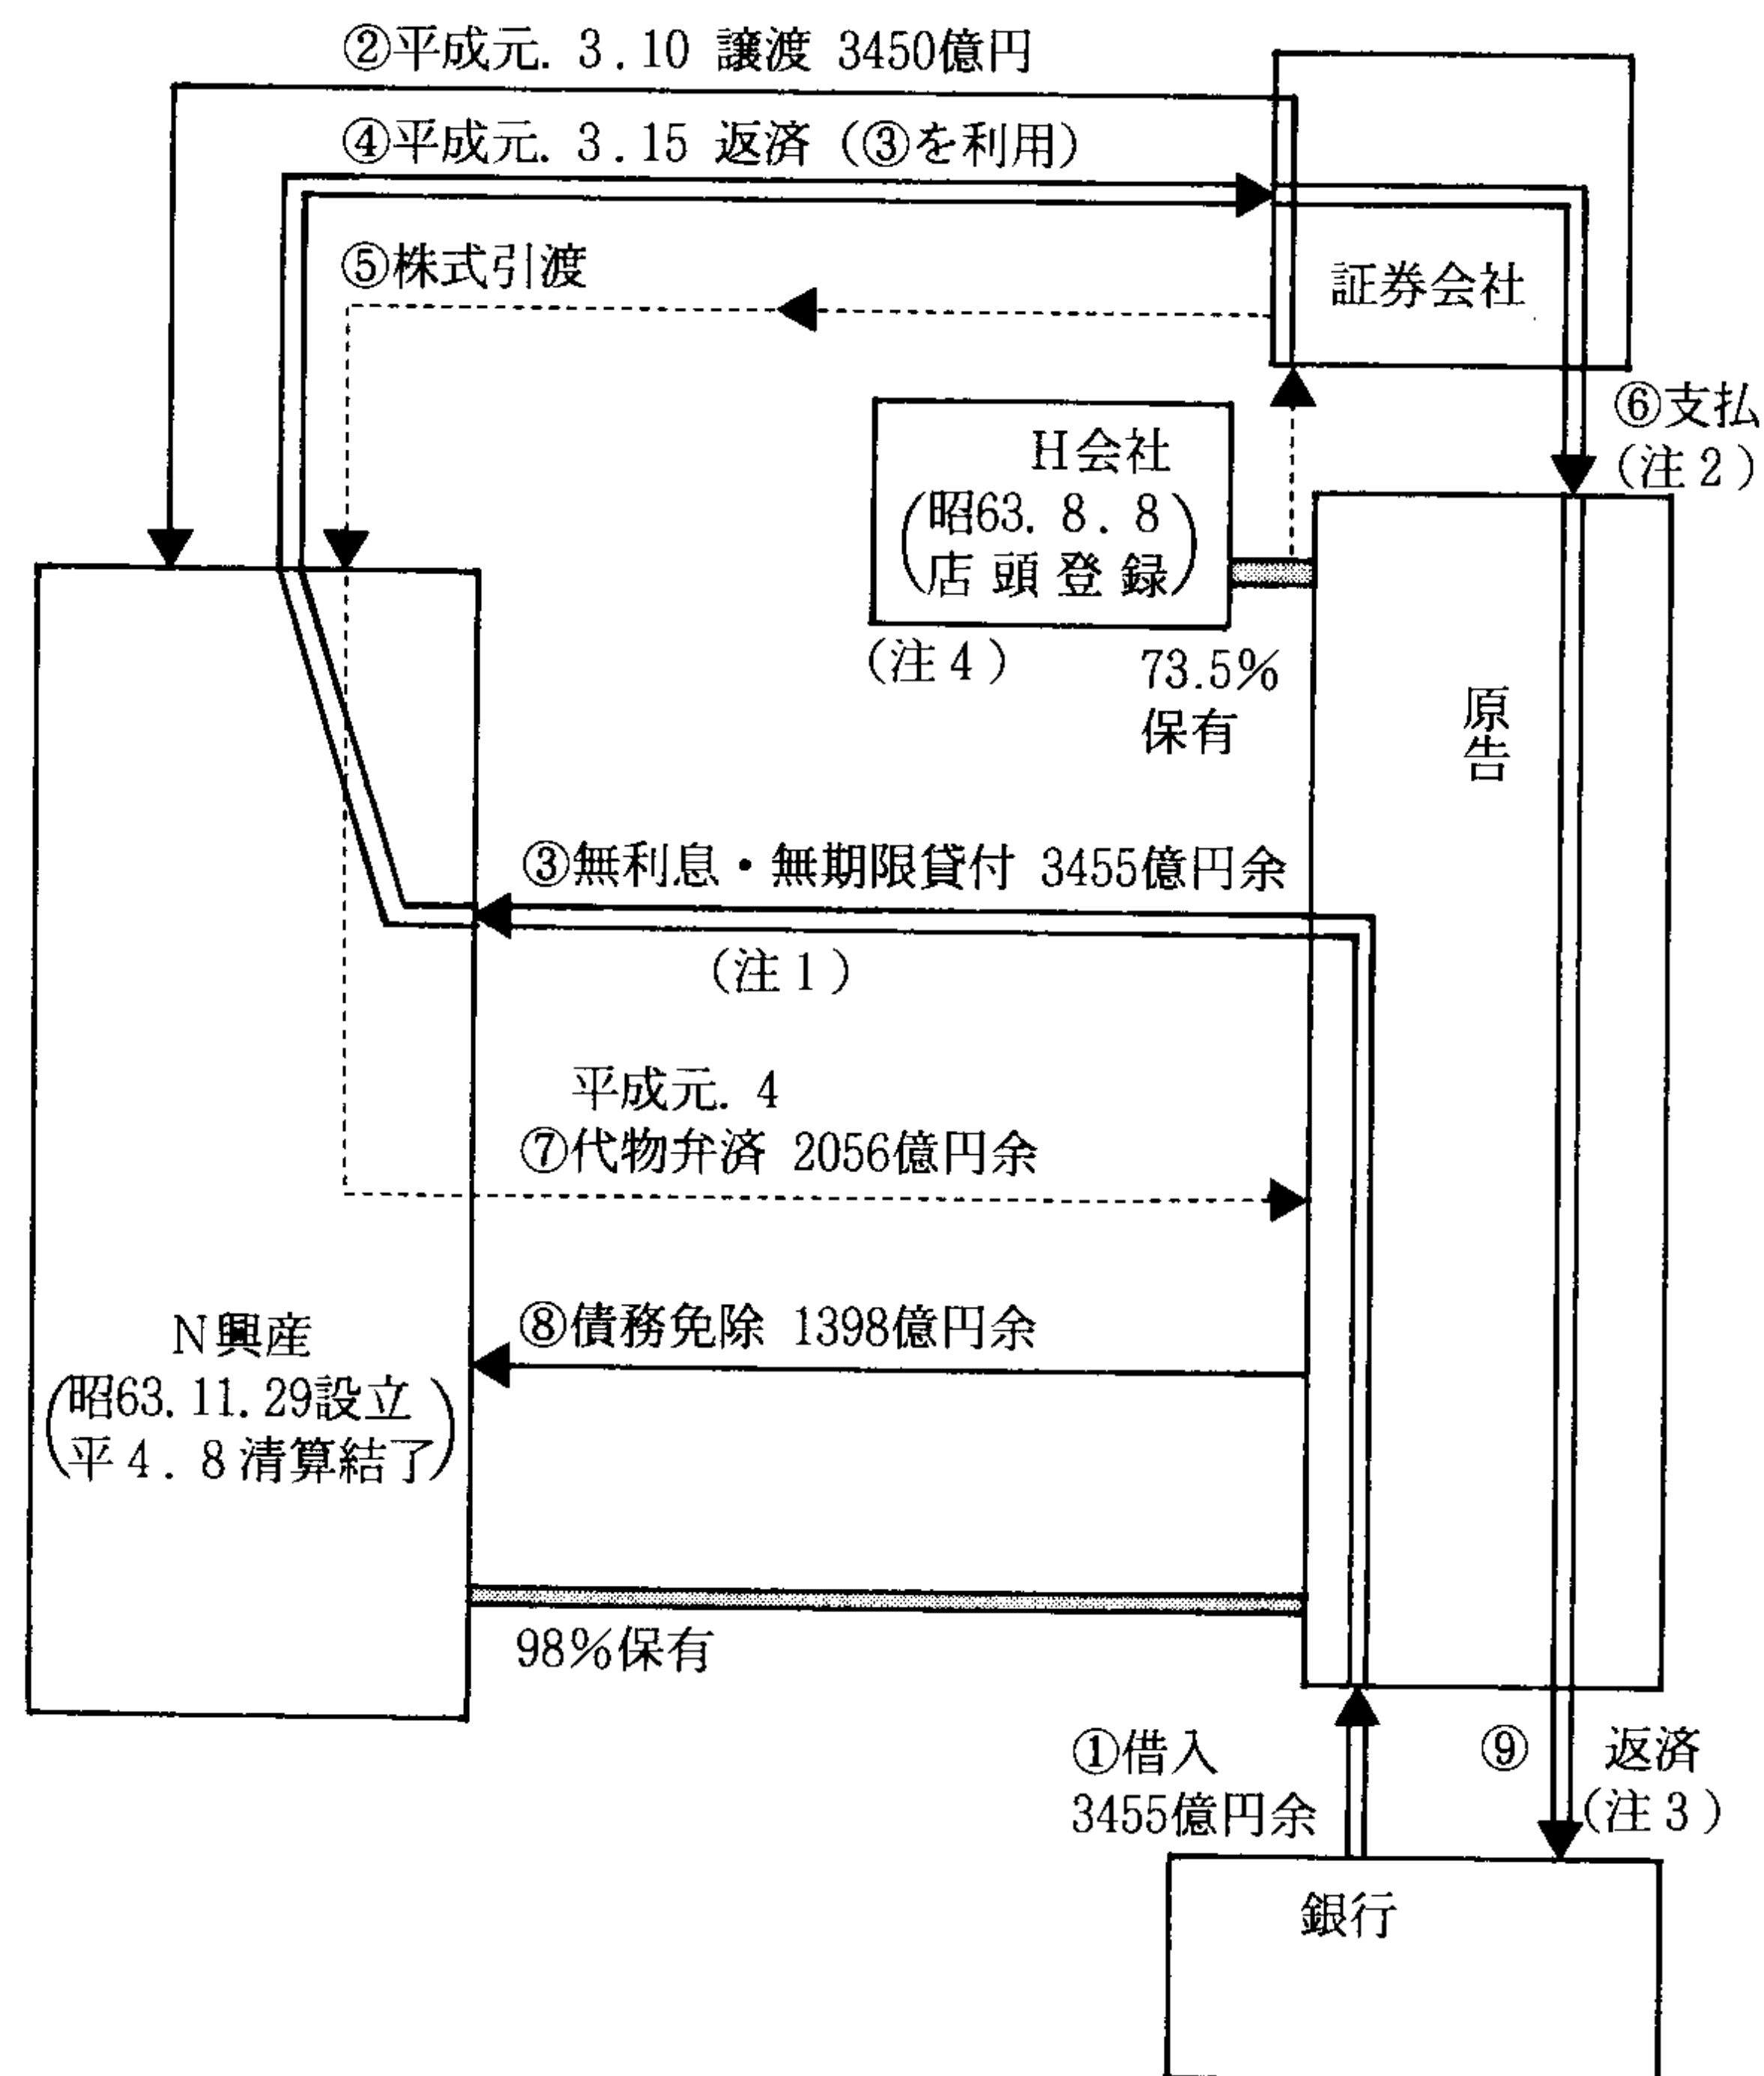 ②平成元. 3. 10 譲渡 3450億円
④平成元. 3. 15 返済 (③を利用)
⑤株式引渡
証券会社
⑥支払
(注2)
H会社
(昭63. 8. 8
店頭登録)
(注4)
73.5%
保有
原告
③無利息・無期限貸付 3455億円余
(注1)
平成元. 4
⑦代物弁済 2056億円余
⑧債務免除 1398億円余
N興産
(昭63. 11. 29設立
平4. 8清算結了)
98%保有
①借入
3455億円余
⑨ 返済
(注3)
銀行